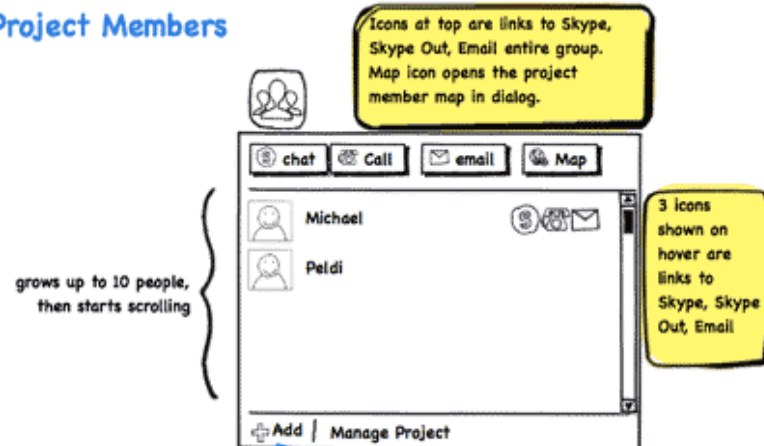 Project Members
Icons at top are links to Skype,
Skype Out, Email entire group.
Map icon opens the project
member map in dialog.
chat
Call
email
Map
Michael
Peldi
grows up to 10 people,
then starts scrolling
3 icons
shown on
hover are
links to
Skype, Skype
Out, Email
Add | Manage Project